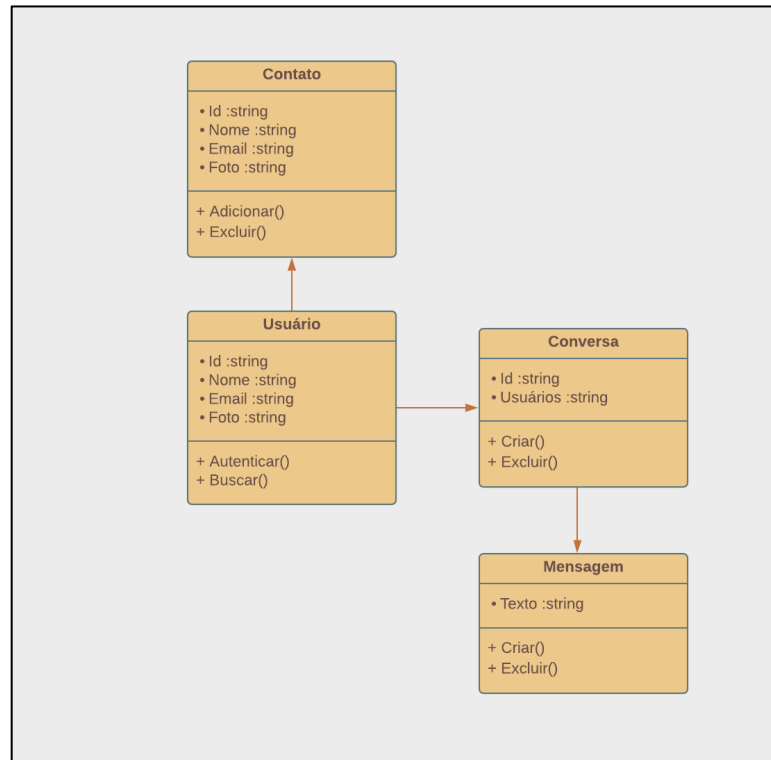 Contato
• Id :string
• Nome :string
• Email :string
• Foto :string
+ Adicionar()
+ Excluir()
Usuário
• Id :string
• Nome :string
• Email :string
• Foto :string
+ Autenticar()
+ Buscar()
Conversa
• Id :string
• Usuários :string
+ Criar()
+ Excluir()
Mensagem
• Texto :string
+ Criar()
+ Excluir()